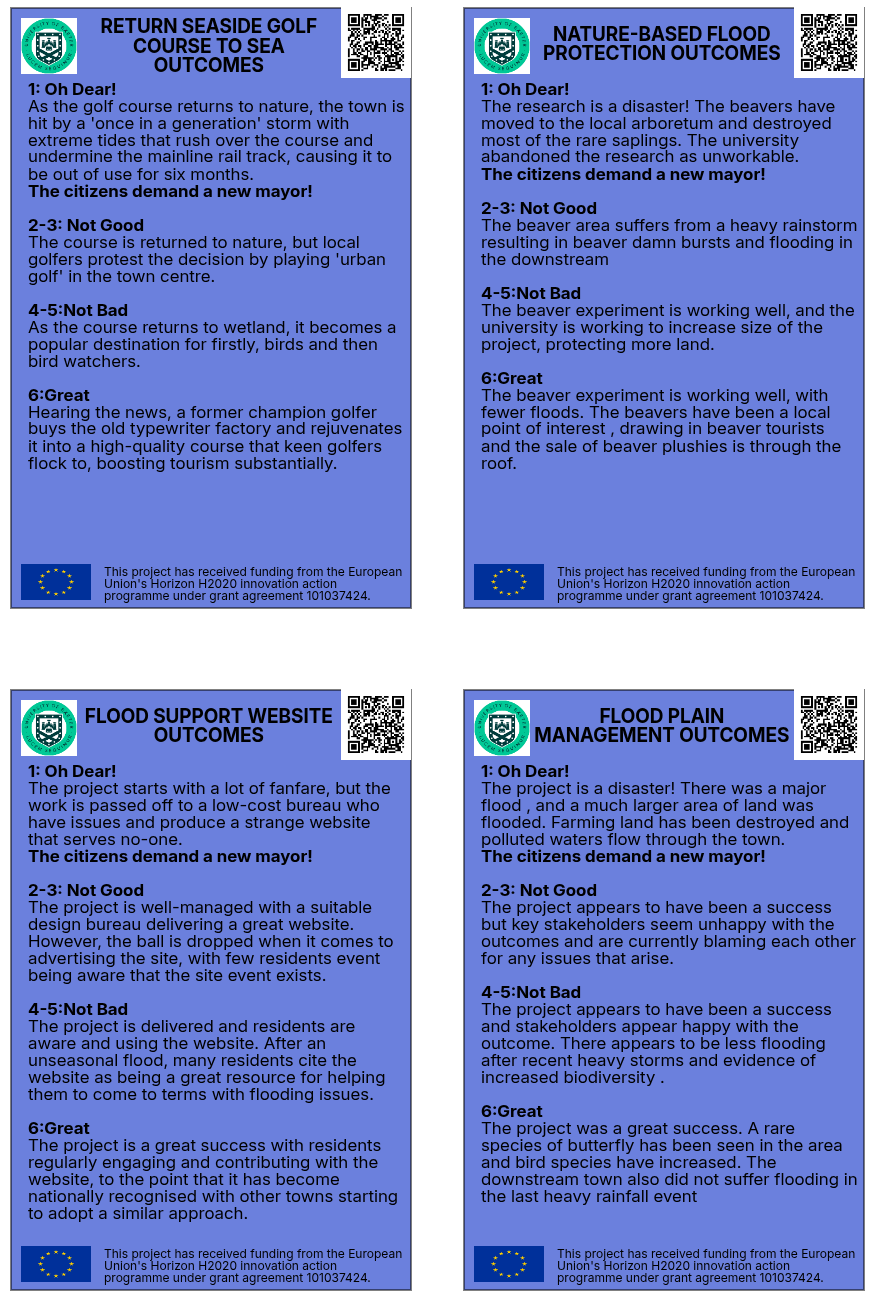 RETURN SEASIDE GOLF
COURSE TO SEA
OUTCOMES
1: Oh Dear!
As the golf course returns to nature, the town is
hit by a 'once in a generation' storm with
extreme tides that rush over the course and
undermine the mainline rail track, causing it to
be out of use for six months.
The citizens demand a new mayor!
2-3: Not Good
The course is returned to nature, but local
golfers protest the decision by playing 'urban
golf' in the town centre.
4-5:Not Bad
As the course returns to wetland, it becomes a
popular destination for firstly, birds and then
bird watchers.
6:Great
Hearing the news, a former champion golfer
buys the old typewriter factory and rejuvenates
it into a high-quality course that keen golfers
flock to, boosting tourism substantially.
This project has received funding from the European
Union's Horizon H2020 innovation action
programme under grant agreement 101037424.
NATURE-BASED FLOOD
PROTECTION OUTCOMES
1: Oh Dear!
The research is a disaster! The beavers have
moved to the local arboretum and destroyed
most of the rare saplings. The university
abandoned the research as unworkable.
The citizens demand a new mayor!
2-3: Not Good
The beaver area suffers from a heavy rainstorm
resulting in beaver damn bursts and flooding in
the downstream
4-5:Not Bad
The beaver experiment is working well, and the
university is working to increase size of the
project, protecting more land.
6:Great
The beaver experiment is working well, with
fewer floods. The beavers have been a local
point of interest , drawing in beaver tourists
and the sale of beaver plushies is through the
roof.
This project has received funding from the European
Union's Horizon H2020 innovation action
programme under grant agreement 101037424.
FLOOD SUPPORT WEBSITE
OUTCOMES
1: Oh Dear!
The project starts with a lot of fanfare, but the
work is passed off to a low-cost bureau who
have issues and produce a strange website
that serves no-one.
The citizens demand a new mayor!
2-3: Not Good
The project is well-managed with a suitable
design bureau delivering a great website.
However, the ball is dropped when it comes to
advertising the site, with few residents event
being aware that the site event exists.
4-5:Not Bad
The project is delivered and residents are
aware and using the website. After an
unseasonal flood, many residents cite the
website as being a great resource for helping
them to come to terms with flooding issues.
6:Great
The project is a great success with residents
regularly engaging and contributing with the
website, to the point that it has become
nationally recognised with other towns starting
to adopt a similar approach.
This project has received funding from the European
Union's Horizon H2020 innovation action
programme under grant agreement 101037424.
FLOOD PLAIN
MANAGEMENT OUTCOMES
1: Oh Dear!
The project is a disaster! There was a major
flood , and a much larger area of land was
flooded. Farming land has been destroyed and
polluted waters flow through the town.
The citizens demand a new mayor!
2-3: Not Good
The project appears to have been a success
but key stakeholders seem unhappy with the
outcomes and are currently blaming each other
for any issues that arise.
4-5:Not Bad
The project appears to have been a success
and stakeholders appear happy with the
outcome. There appears to be less flooding
after recent heavy storms and evidence of
increased biodiversity .
6:Great
The project was a great success. A rare
species of butterfly has been seen in the area
and bird species have increased. The
downstream town also did not suffer flooding in
the last heavy rainfall event
This project has received funding from the European
Union's Horizon H2020 innovation action
programme under grant agreement 101037424.